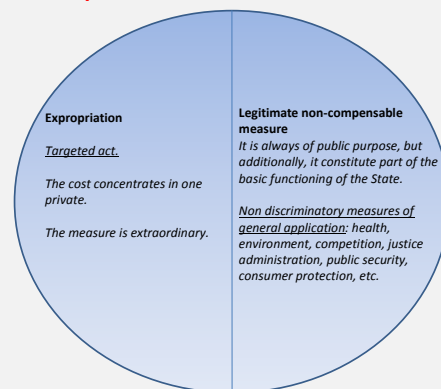 Expropriation
Targeted act.
The cost concentrates in one
private.
The measure is extraordinary.
Legitimate non-compensable
measure
It is always of public purpose, but
additionally, it constitute part of the
basic functioning of the State.
Non discriminatory measures of
general application: health,
environment, competition, justice
administration, public security,
consumer protection, etc.